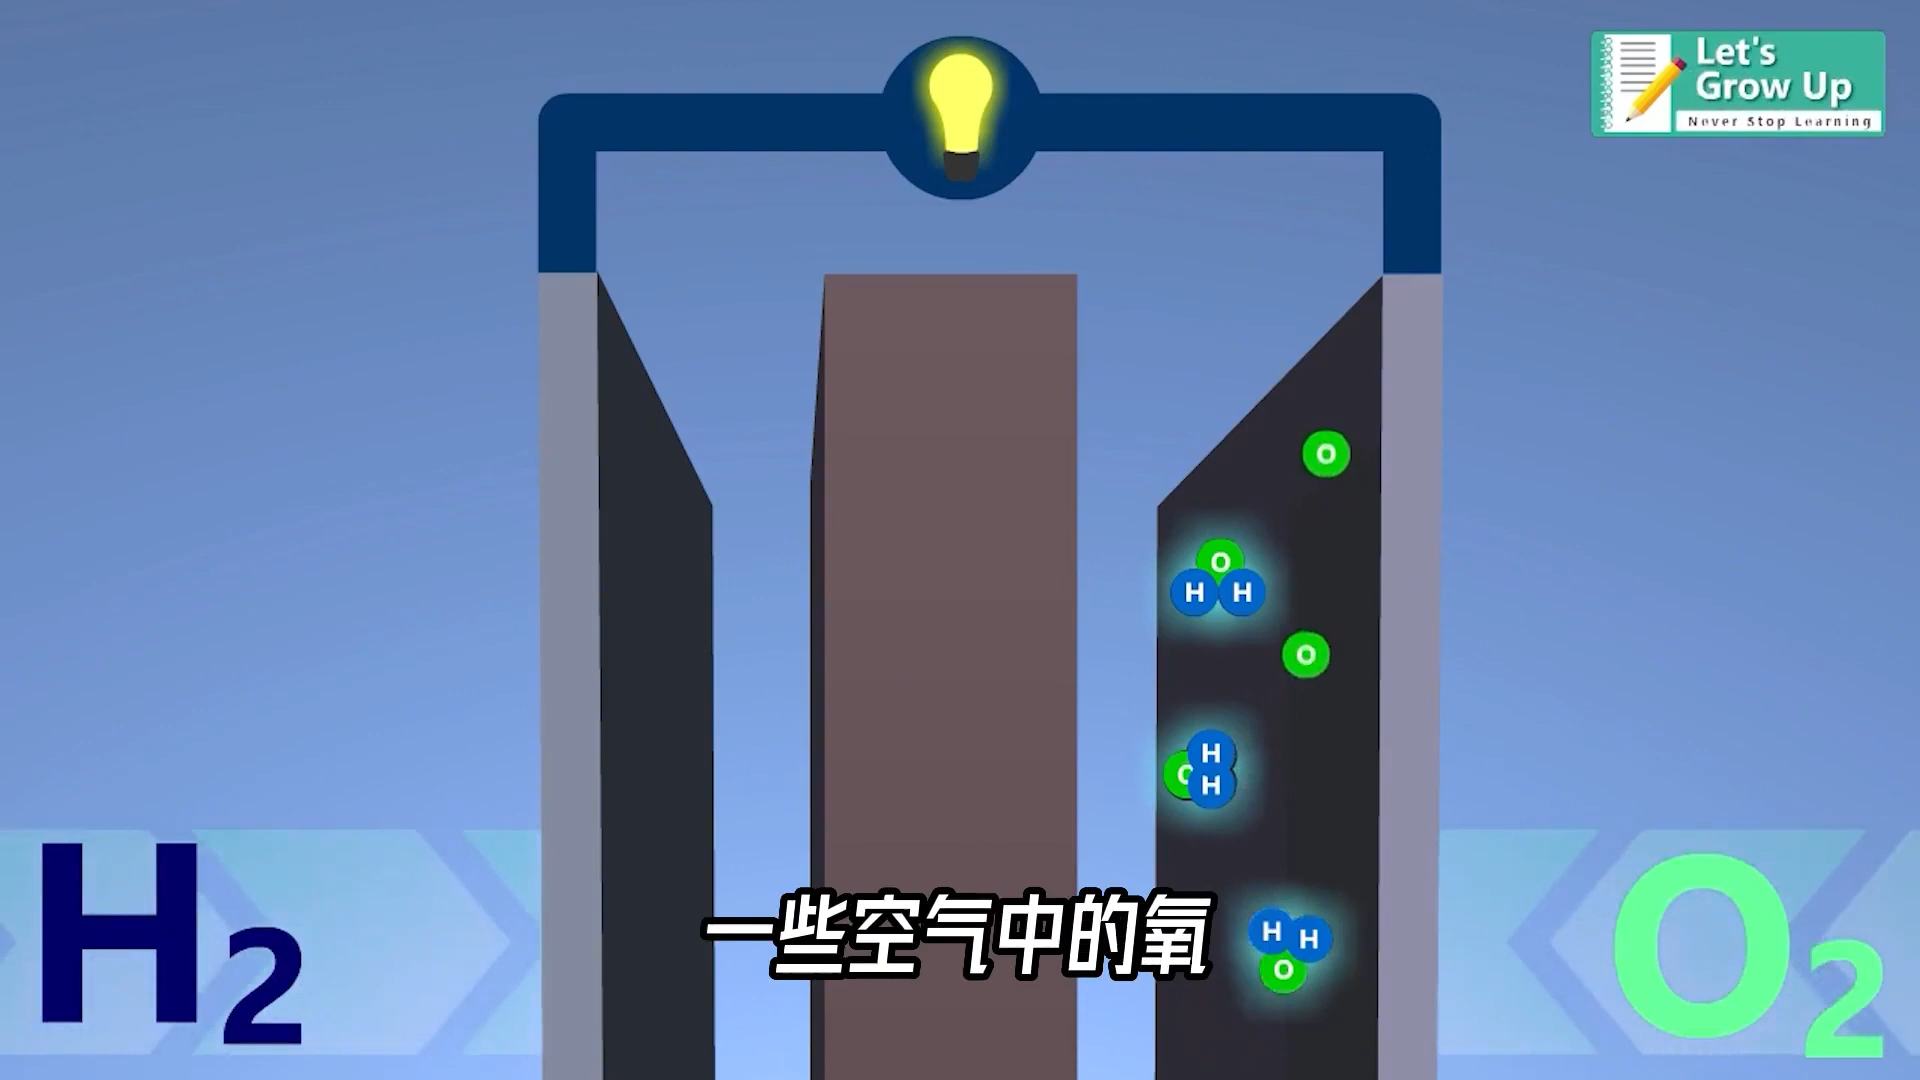 Let's
Grow Up
Never Stop Learning
O
O
H H
O
O
H
H
H H
O
H2
O2
一些空气中的氧